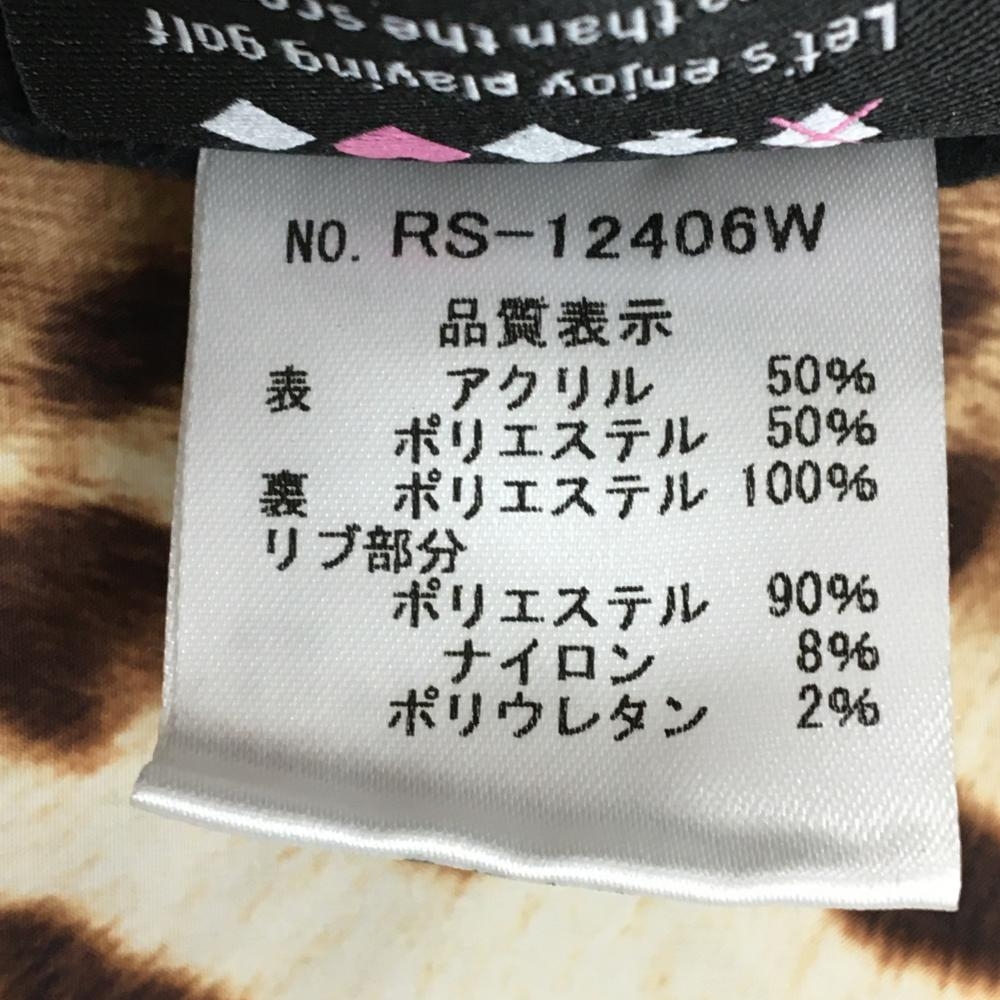 Let's enjoy playing golf
than the
NO. RS-12406W
品質表示
表 アクリル 50%
ポリエステル 50%
裏 ポリエステル 100%
リブ部分
ポリエステル 90%
ナイロン 8%
ポリウレタン 2%